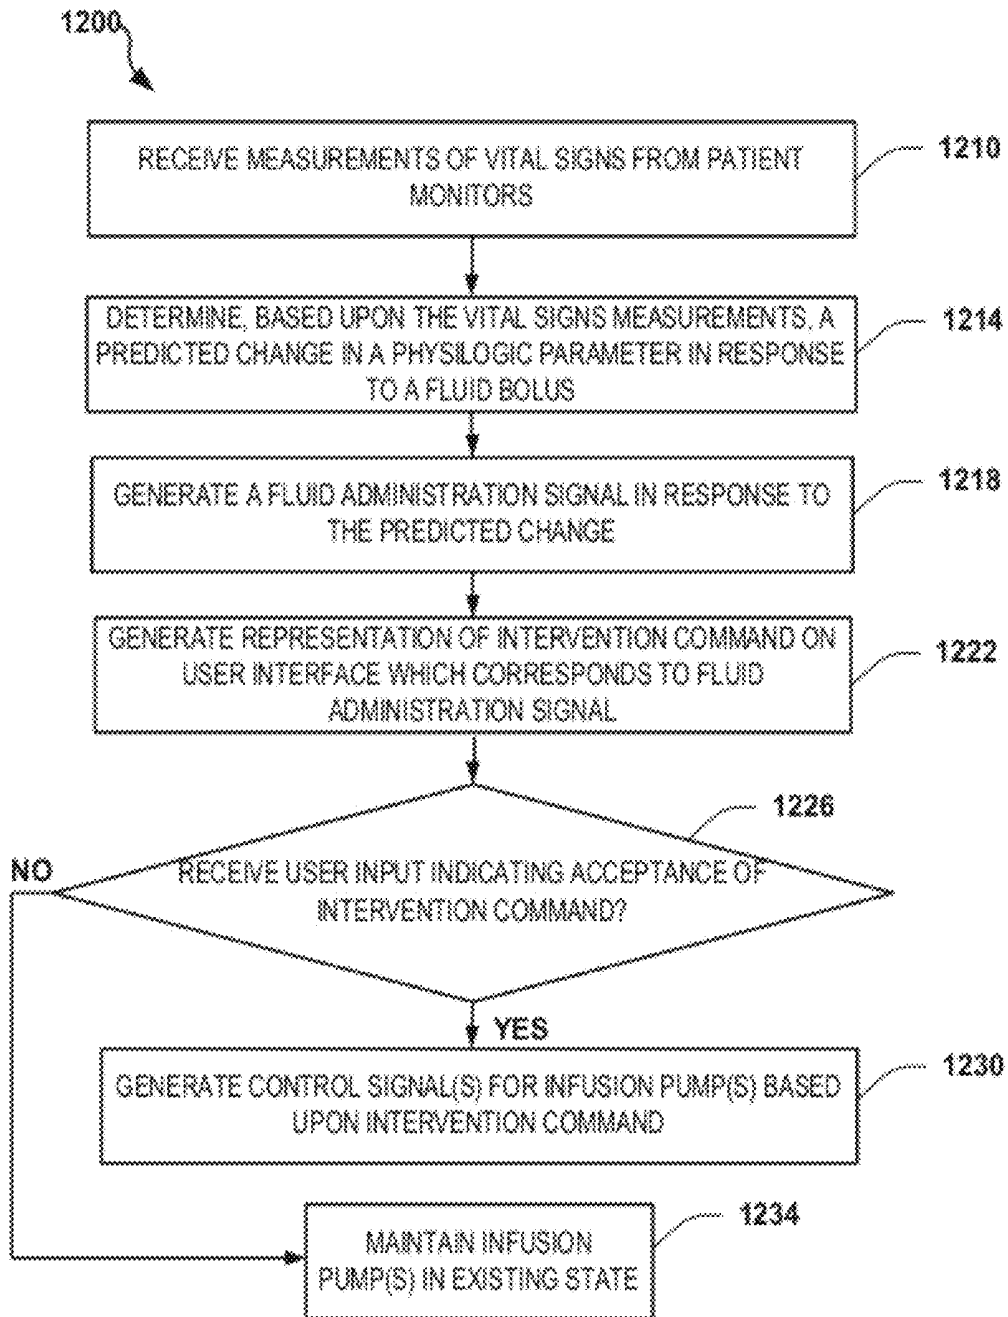 1200
RECEIVE MEASUREMENTS OF VITAL SIGNS FROM PATIENT
MONITORS
1210
DETERMINE, BASED UPON THE VITAL SIGNS MEASUREMENTS, A
PREDICTED CHANGE IN A PHYSILOGIC PARAMETER IN RESPONSE
TO A FLUID BOLUS
1214
GENERATE A FLUID ADMINISTRATION SIGNAL IN RESPONSE TO
THE PREDICTED CHANGE
1218
GENERATE REPRESENTATION OF INTERVENTION COMMAND ON
USER INTERFACE WHICH CORRESPONDS TO FLUID
ADMINISTRATION SIGNAL
1222
1226
NO
RECEIVE USER INPUT INDICATING ACCEPTANCE OF
INTERVENTION COMMAND?
YES
GENERATE CONTROL SIGNAL(S) FOR INFUSION PUMP(S) BASED
UPON INTERVENTION COMMAND
1230
MAINTAIN INFUSION
PUMP(S) IN EXISTING STATE
1234